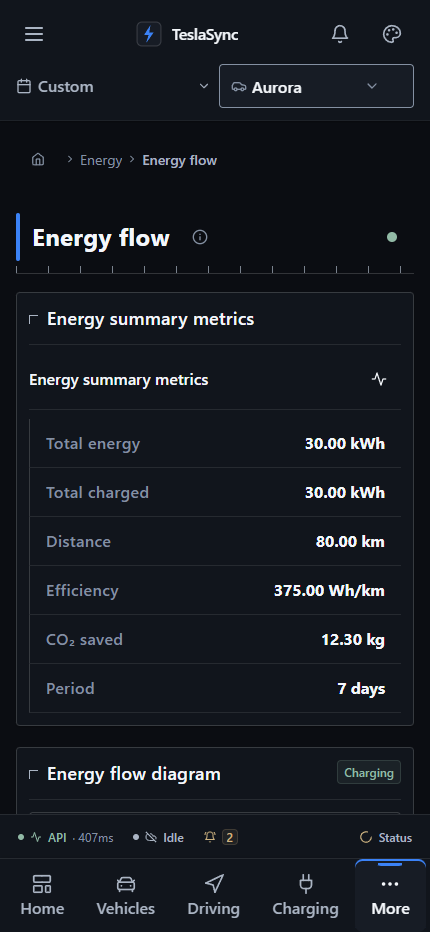 TeslaSync
Custom
Aurora
Energy
Energy flow
Energy flow
Energy summary metrics
Energy summary metrics
Total energy 30.00 kWh
Total charged 30.00 kWh
Distance 80.00 km
Efficiency 375.00 Wh/km
CO₂ saved 12.30 kg
Period 7 days
Energy flow diagram Charging
API · 407ms Idle 2 Status
Home Vehicles Driving Charging More